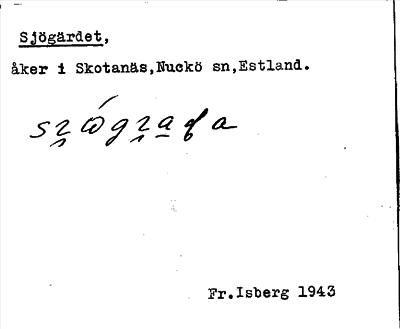 Sjögärdet,
åker i Skotanäs,Nuckö sn,Estland.
Fr.Isberg 1943